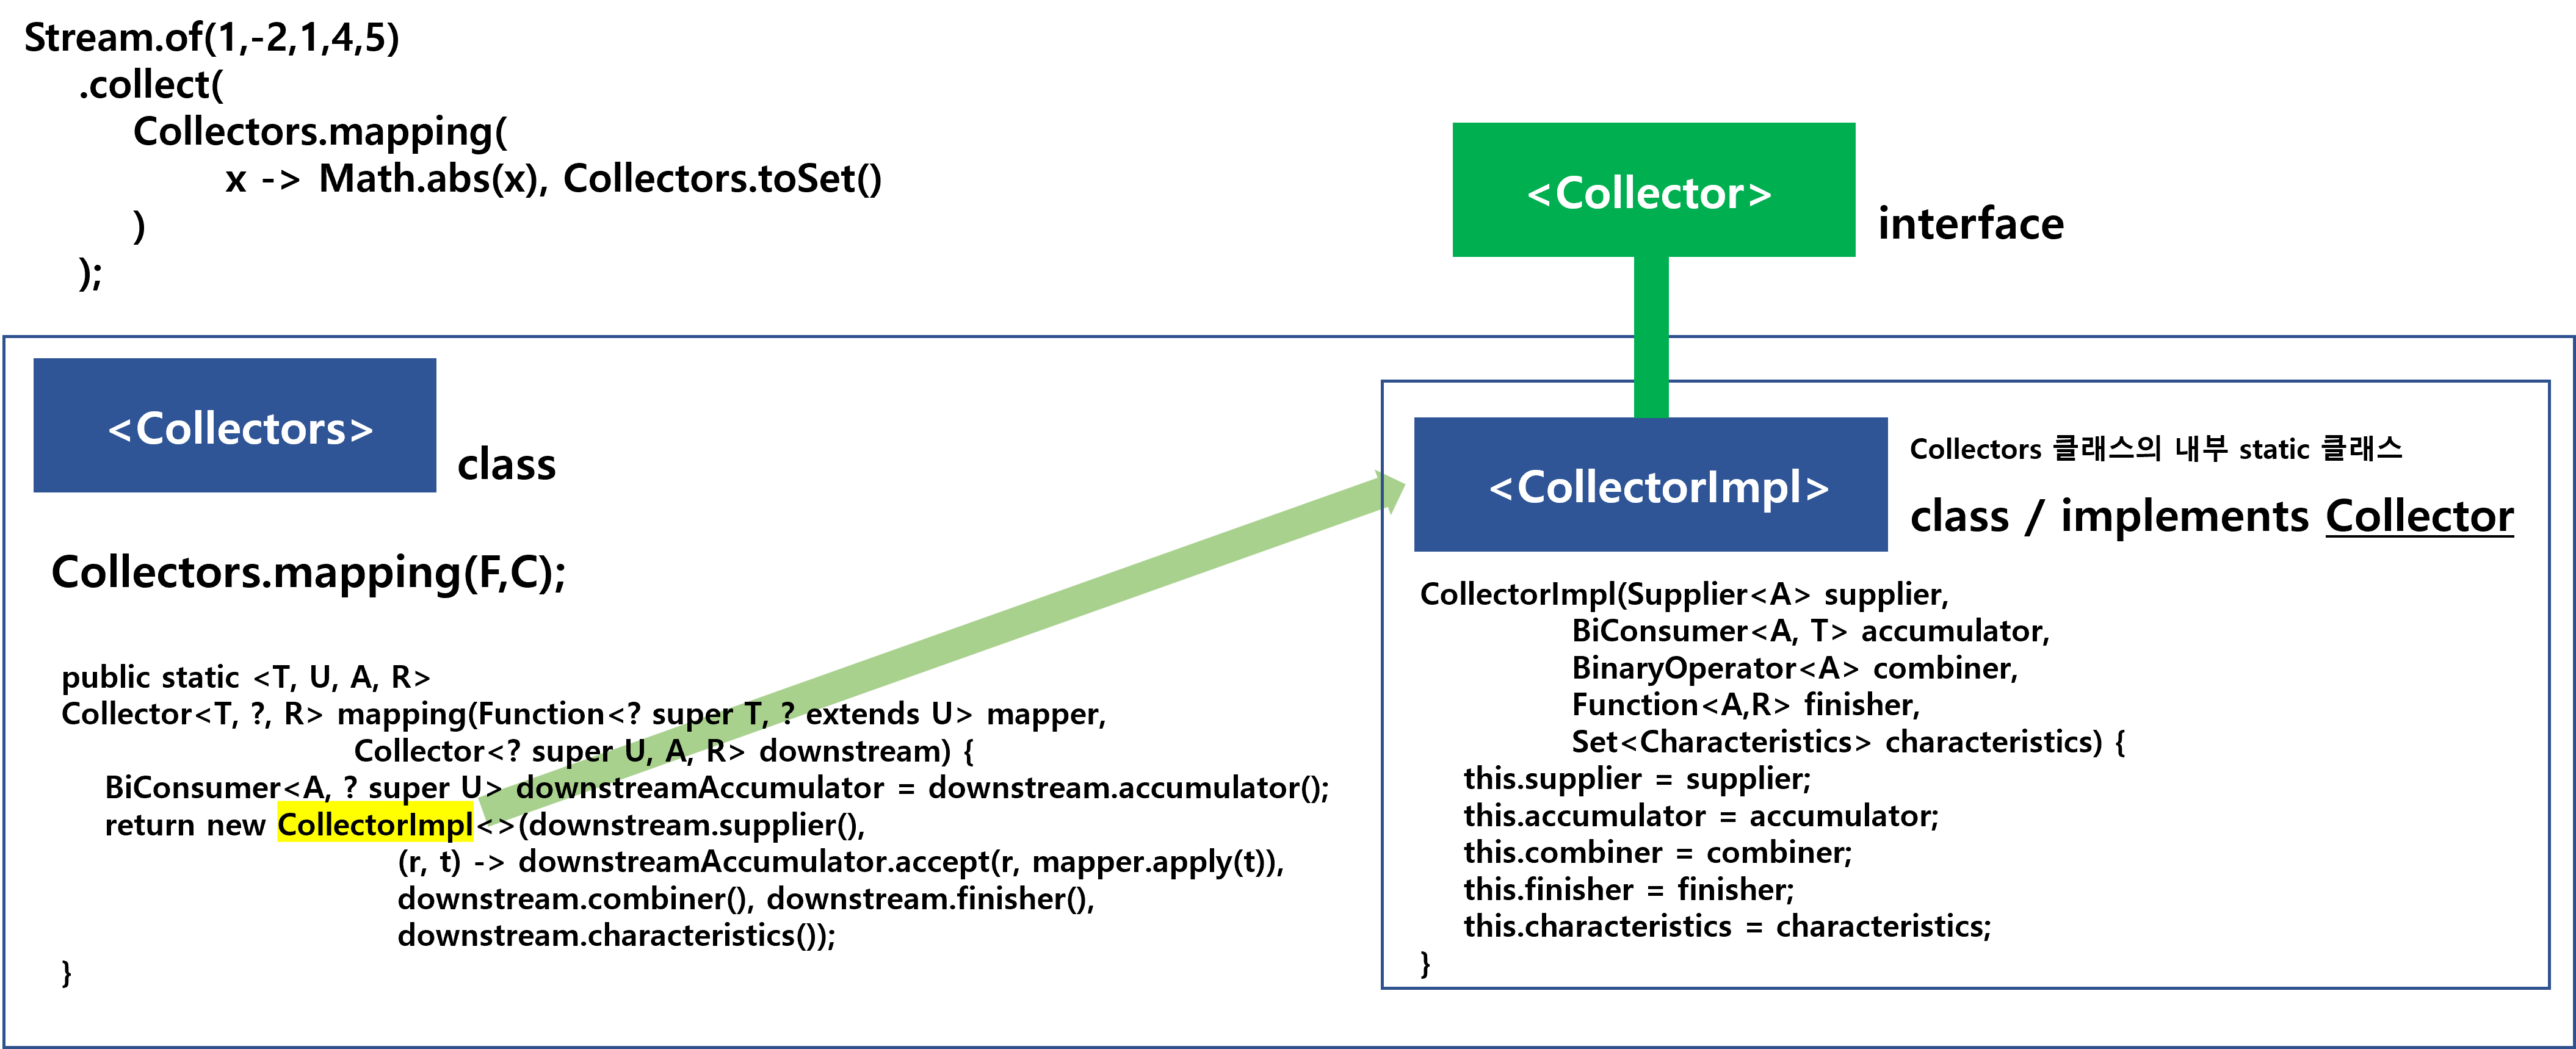 Stream.of(1,-2,1,4,5)
.collect(
Collectors.mapping(
x -> Math.abs(x), Collectors.toSet()
)
);
<Collector>
interface
<Collectors>
class
Collectors.mapping(F,C);
public static <T, U, A, R>
Collector<T, ?, R> mapping(Function<? super T, ? extends U> mapper,
Collector<? super U, A, R> downstream) {
BiConsumer<A, ? super U> downstreamAccumulator = downstream.accumulator();
return new CollectorImpl<>(downstream.supplier(),
(r, t) -> downstreamAccumulator.accept(r, mapper.apply(t)),
downstream.combiner(), downstream.finisher(),
downstream.characteristics());
}
<CollectorImpl>
Collectors 클래스의 내부 static 클래스
class / implements Collector
CollectorImpl(Supplier<A> supplier,
BiConsumer<A, T> accumulator,
BinaryOperator<A> combiner,
Function<A,R> finisher,
Set<Characteristics> characteristics) {
this.supplier = supplier;
this.accumulator = accumulator;
this.combiner = combiner;
this.finisher = finisher;
this.characteristics = characteristics;
}